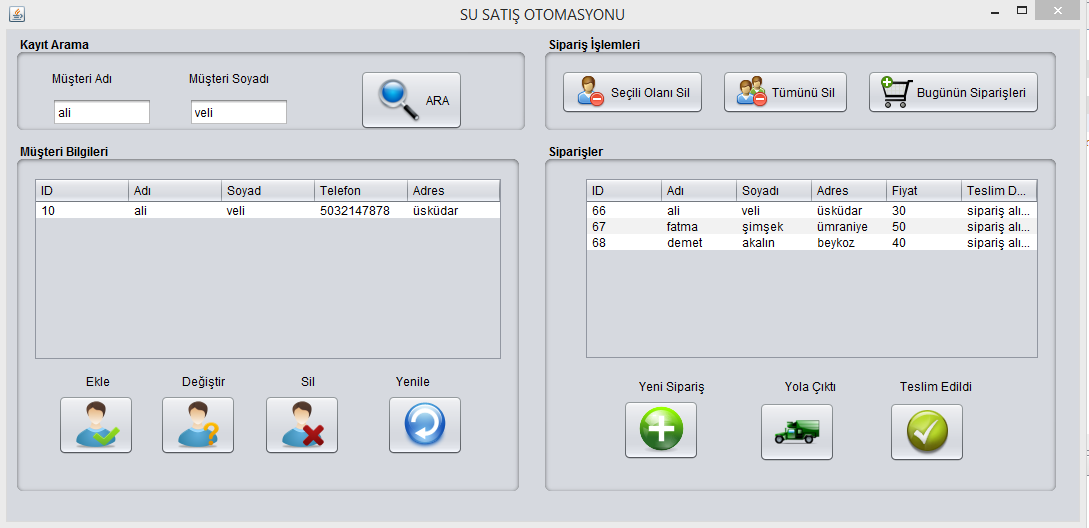 SU SATIŞ OTOMASYONU
Kayıt Arama
Müşteri Adı Müşteri Soyadı
ali veli ARA
Sipariş İşlemleri
Seçili Olanı Sil Tümünü Sil Bugünün Siparişleri
Müşteri Bilgileri
ID Adı Soyad Telefon Adres
10 ali veli 5032147878 üsküdar
Ekle Değiştir Sil Yenile
Siparişler
ID Adı Soyadı Adres Fiyat Teslim D...
66 ali veli üsküdar 30 sipariş alı...
67 fatma şimşek ümraniye 50 sipariş alı...
68 demet akalın beykoz 40 sipariş alı...
Yeni Sipariş Yola Çıktı Teslim Edildi